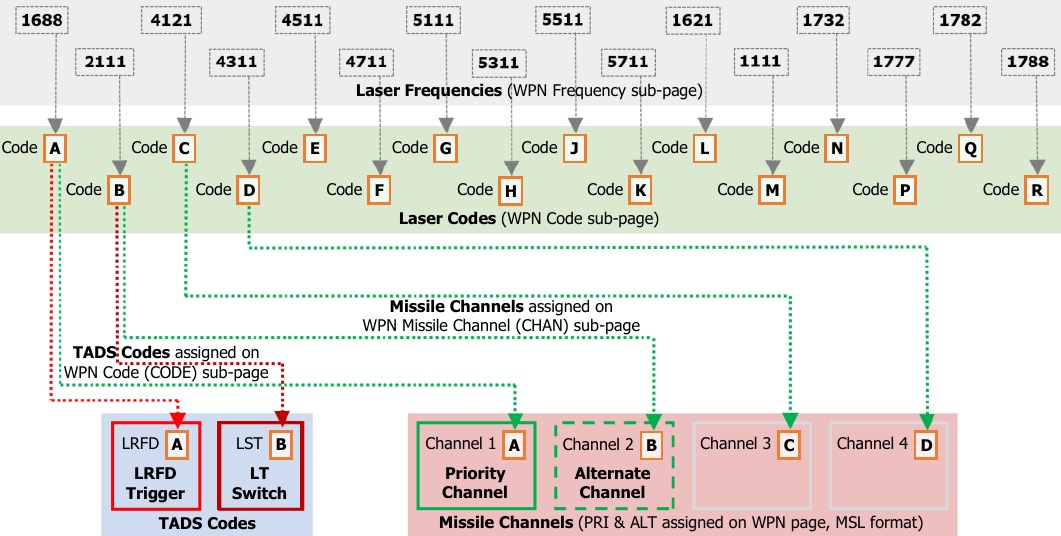 1688 4121 4511 5111 5511 1621 1732 1782
2111 4311 4711 5311 5711 1111 1777 1788
Laser Frequencies (WPN Frequency sub-page)
Code A Code C Code E Code G Code J Code L Code N Code Q
Code B Code D Code F Code H Code K Code M Code P Code R
Laser Codes (WPN Code sub-page)
Missile Channels assigned on
WPN Missile Channel (CHAN) sub-page
TADS Codes assigned on
WPN Code (CODE) sub-page
LRFD A
LRFD
Trigger
LST B
LT
Switch
TADS Codes
Channel 1 A
Priority
Channel
Channel 2 B
Alternate
Channel
Channel 3 C
Channel 4 D
Missile Channels (PRI & ALT assigned on WPN page, MSL format)